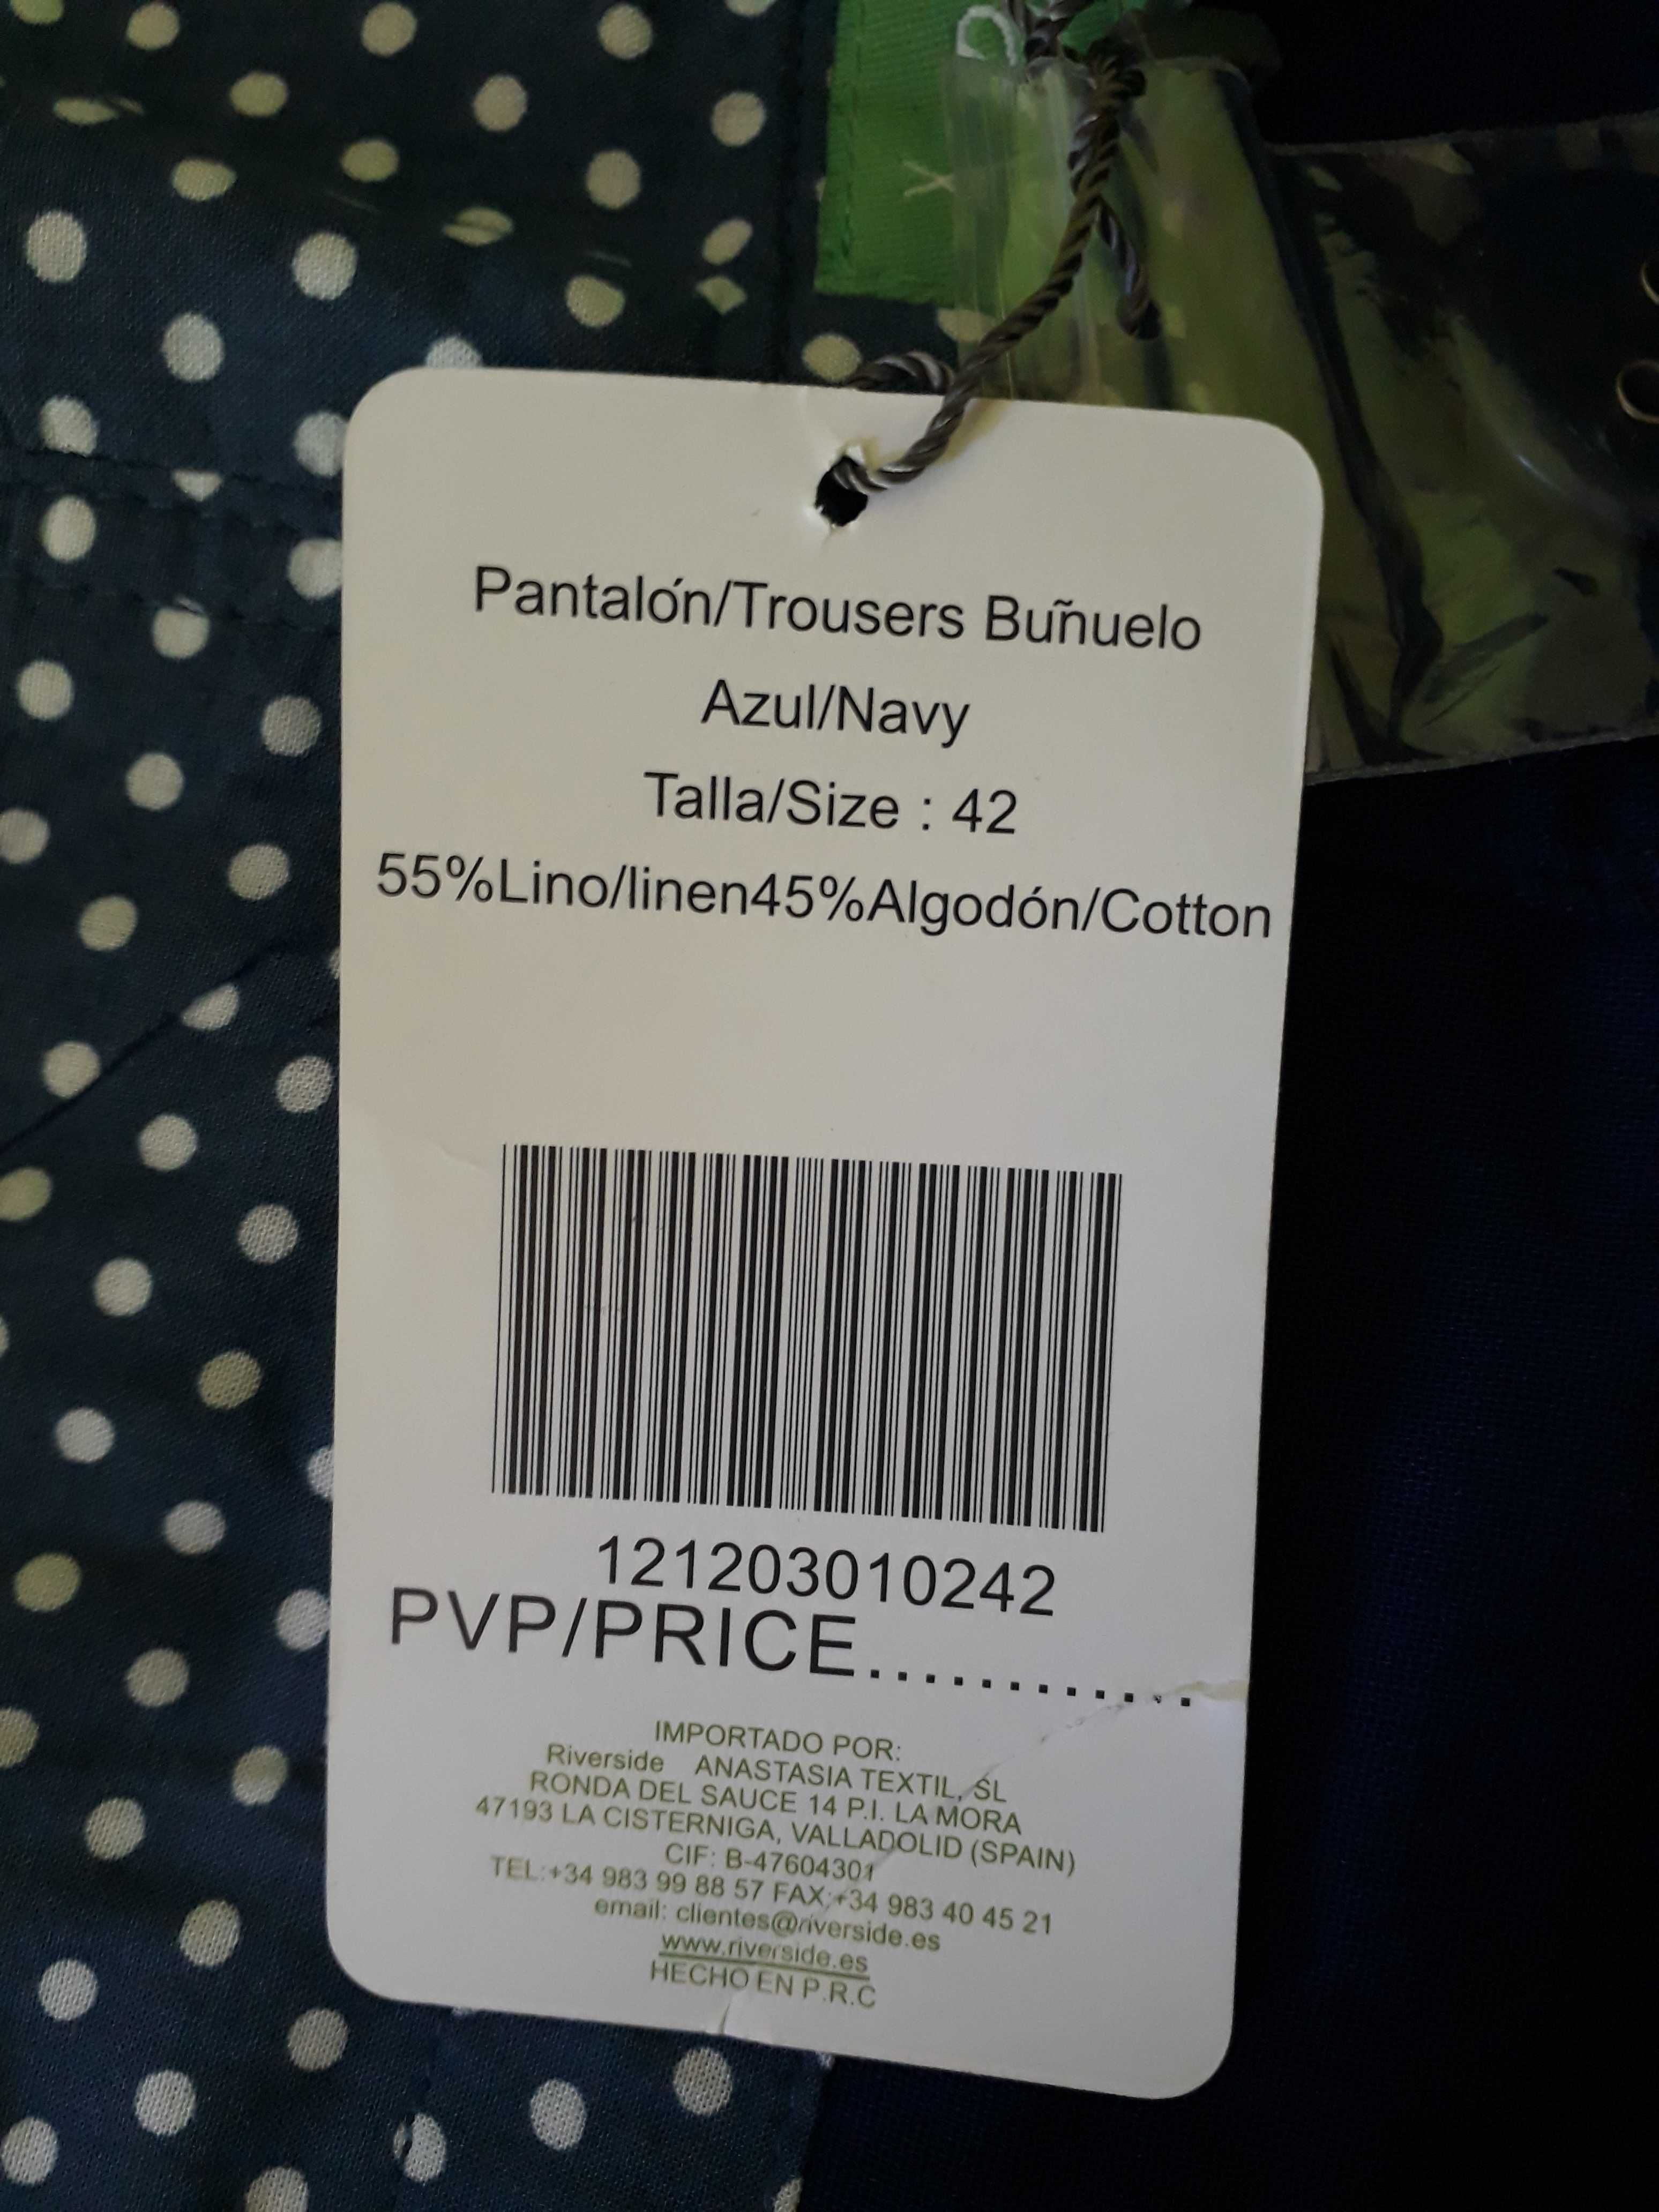 Pantalón/Trousers Buñuelo
Azul/Navy
Talla/Size : 42
55%Lino/linen45%Algodón/Cotton
121203010242
PVP/PRICE............
IMPORTADO POR:
Riverside ANASTASIA TEXTIL, SL
RONDA DEL SAUCE 14 P.I. LA MORA
47193 LA CISTERNIGA, VALLADOLID (SPAIN)
CIF: B-47604301
TEL:+34 983 99 88 57 FAX:+34 983 40 45 21
email: clientes@riverside.es
www.riverside.es
HECHO EN P.R.C